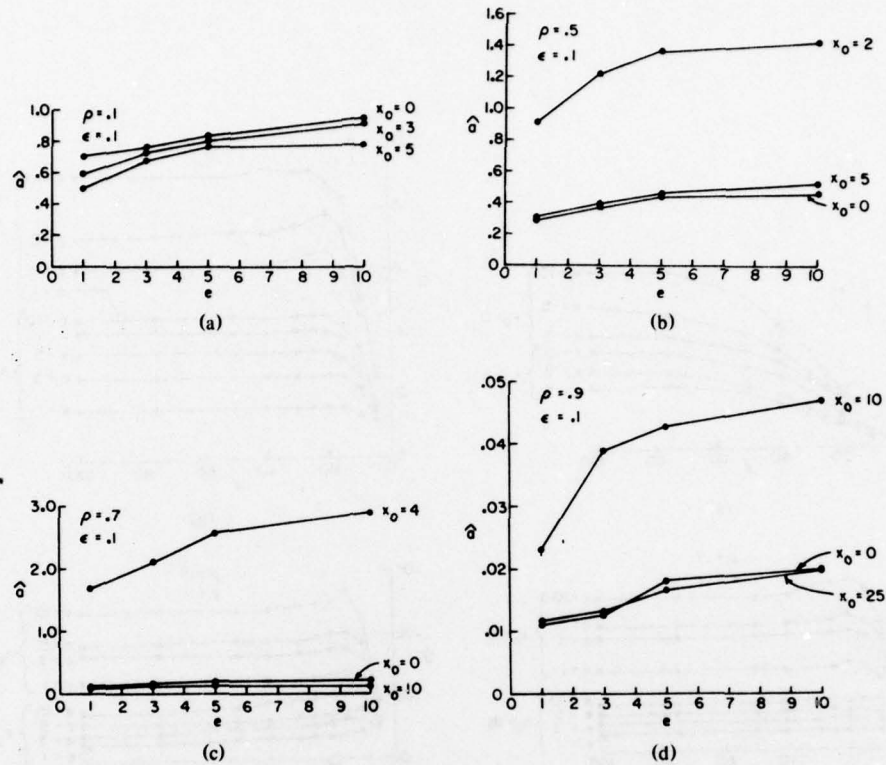 ρ=.1
ϵ=.1
1.0
.8
.6
.4
.2
0
â
x₀=0
x₀=3
x₀=5
0 1 2 3 4 5 6 7 8 9 10
e
(a)
ρ=.5
ϵ=.1
1.6
1.4
1.2
1.0
.8
.6
.4
.2
0
â
x₀=2
x₀=5
x₀=0
0 1 2 3 4 5 6 7 8 9 10
e
(b)
ρ=.7
ϵ=.1
3.0
2.0
1.0
0
â
x₀=4
x₀=0
x₀=10
0 1 2 3 4 5 6 7 8 9 10
e
(c)
ρ=.9
ϵ=.1
.05
.04
.03
.02
.01
0
â
x₀=10
x₀=0
x₀=25
0 1 2 3 4 5 6 7 8 9 10
e
(d)